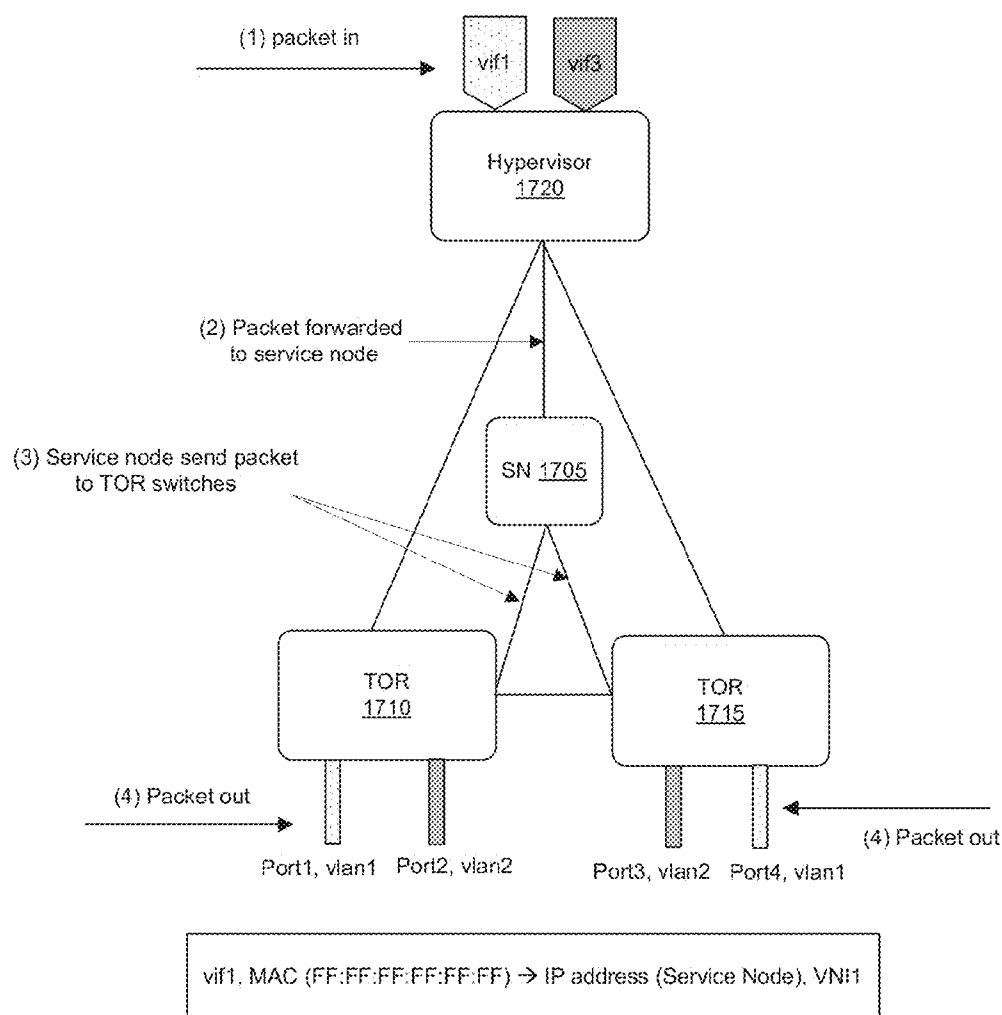 (1) packet in
vif1
vif3
Hypervisor
1720
(2) Packet forwarded
to service node
(3) Service node send packet
to TOR switches
SN 1705
TOR
1710
TOR
1715
(4) Packet out
(4) Packet out
Port1, vlan1
Port2, vlan2
Port3, vlan2
Port4, vlan1
vif1, MAC (FF:FF:FF:FF:FF:FF) → IP address (Service Node), VNI1